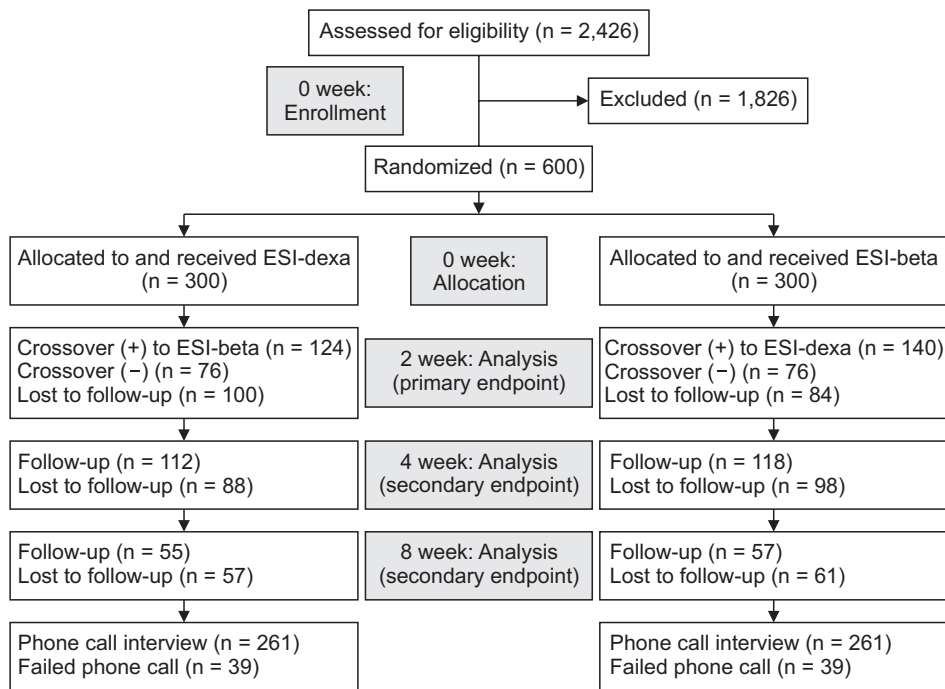 Assessed for eligibility (n = 2,426)
0 week:
Enrollment
Excluded (n = 1,826)
Randomized (n = 600)
Allocated to and received ESI-dexa
(n = 300)
0 week:
Allocation
Allocated to and received ESI-beta
(n = 300)
Crossover (+) to ESI-beta (n = 124)
Crossover (−) (n = 76)
Lost to follow-up (n = 100)
2 week: Analysis
(primary endpoint)
Crossover (+) to ESI-dexa (n = 140)
Crossover (−) (n = 76)
Lost to follow-up (n = 84)
Follow-up (n = 112)
Lost to follow-up (n = 88)
4 week: Analysis
(secondary endpoint)
Follow-up (n = 118)
Lost to follow-up (n = 98)
Follow-up (n = 55)
Lost to follow-up (n = 57)
8 week: Analysis
(secondary endpoint)
Follow-up (n = 57)
Lost to follow-up (n = 61)
Phone call interview (n = 261)
Failed phone call (n = 39)
Phone call interview (n = 261)
Failed phone call (n = 39)